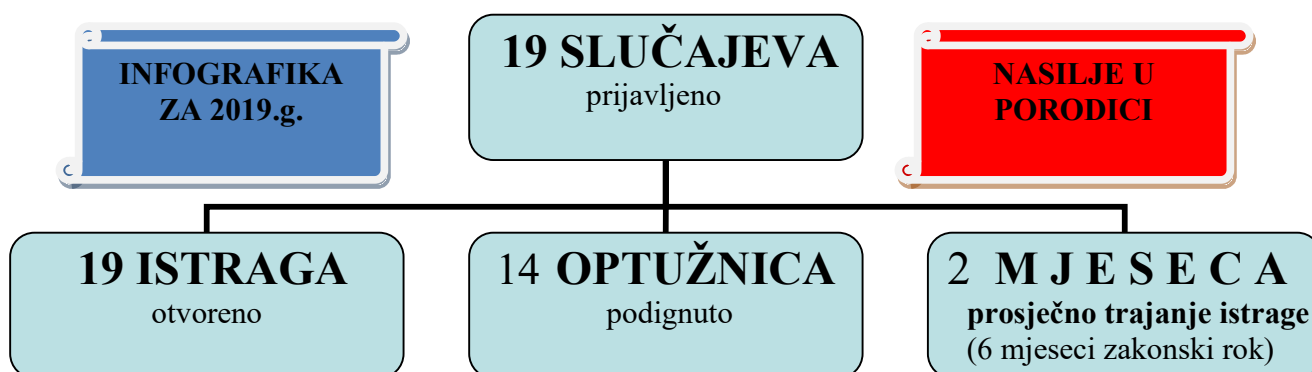 INFOGRAFIKA
ZA 2019.g.
19 SLUČAJEVA
prijavljeno
NASILJE U
PORODICI
19 ISTRAGA
otvoreno
14 OPTUŽNICA
podignuto
2 M J E S E C A
prosječno trajanje istrage
(6 mjeseci zakonski rok)